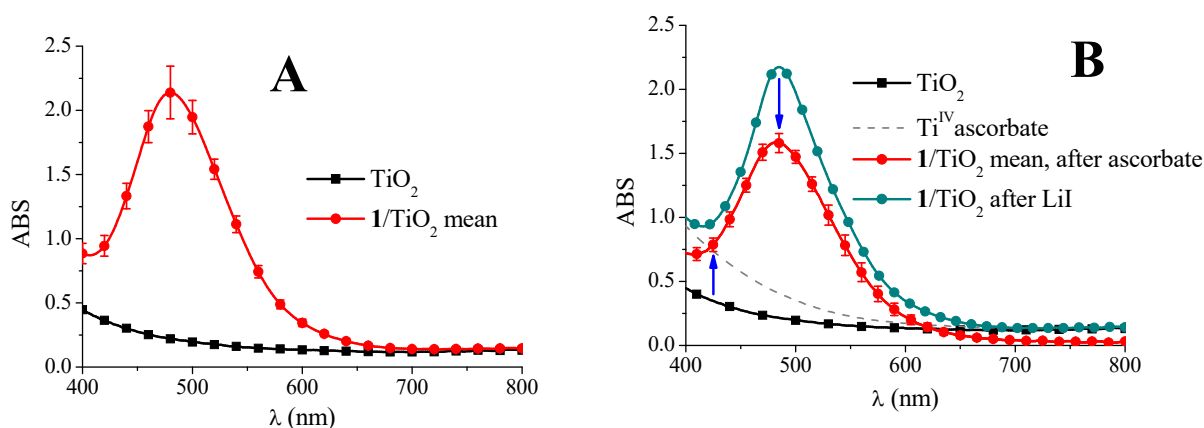 A
2.5
2.0
1.5
1.0
0.5
0.0
ABS
400 500 600 700 800
λ (nm)
TiO₂
1/TiO₂ mean
B
2.5
2.0
1.5
1.0
0.5
0.0
ABS
400 500 600 700 800
λ (nm)
TiO₂
Tiᴵⱽ ascorbate
1/TiO₂ mean, after ascorbate
1/TiO₂ after LiI